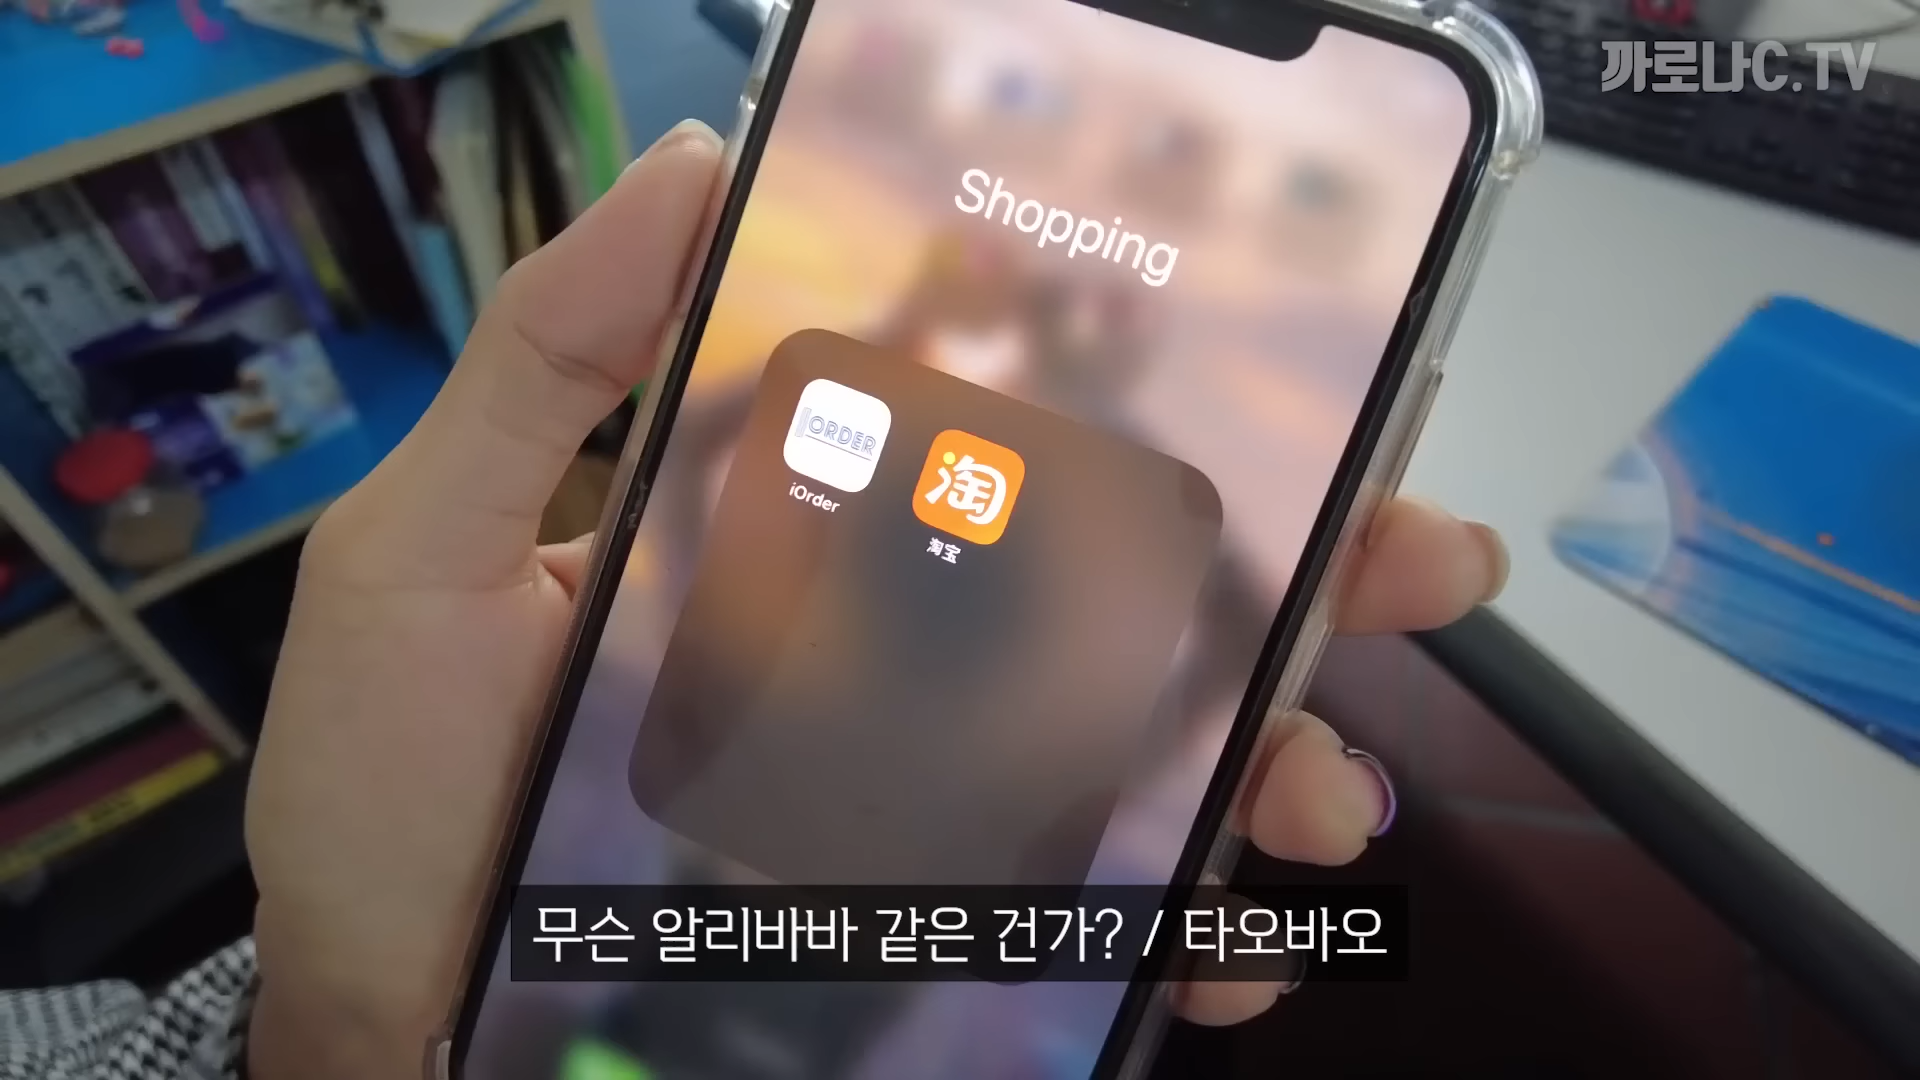 까로나C.TV
Shopping
iORDER
iOrder
淘
淘宝
무슨 알리바바 같은 건가? / 타오바오